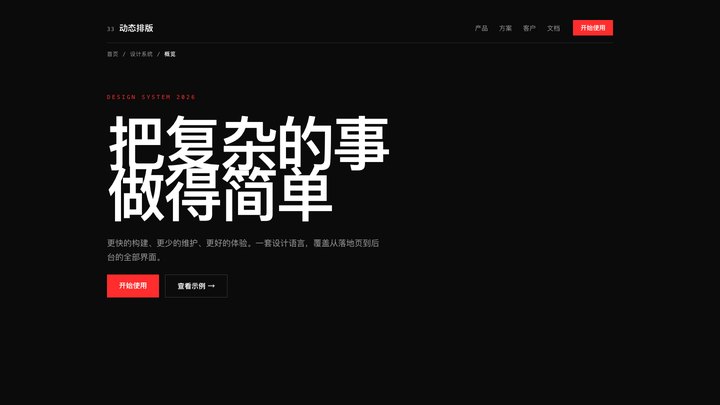 33 动态排版
产品 方案 客户 文档 开始使用
首页 / 设计系统 / 概览
DESIGN SYSTEM 2026
把复杂的事
做得简单
更快的构建、更少的维护、更好的体验。一套设计语言，覆盖从落地页到后
台的全部界面。
开始使用 查看示例 →